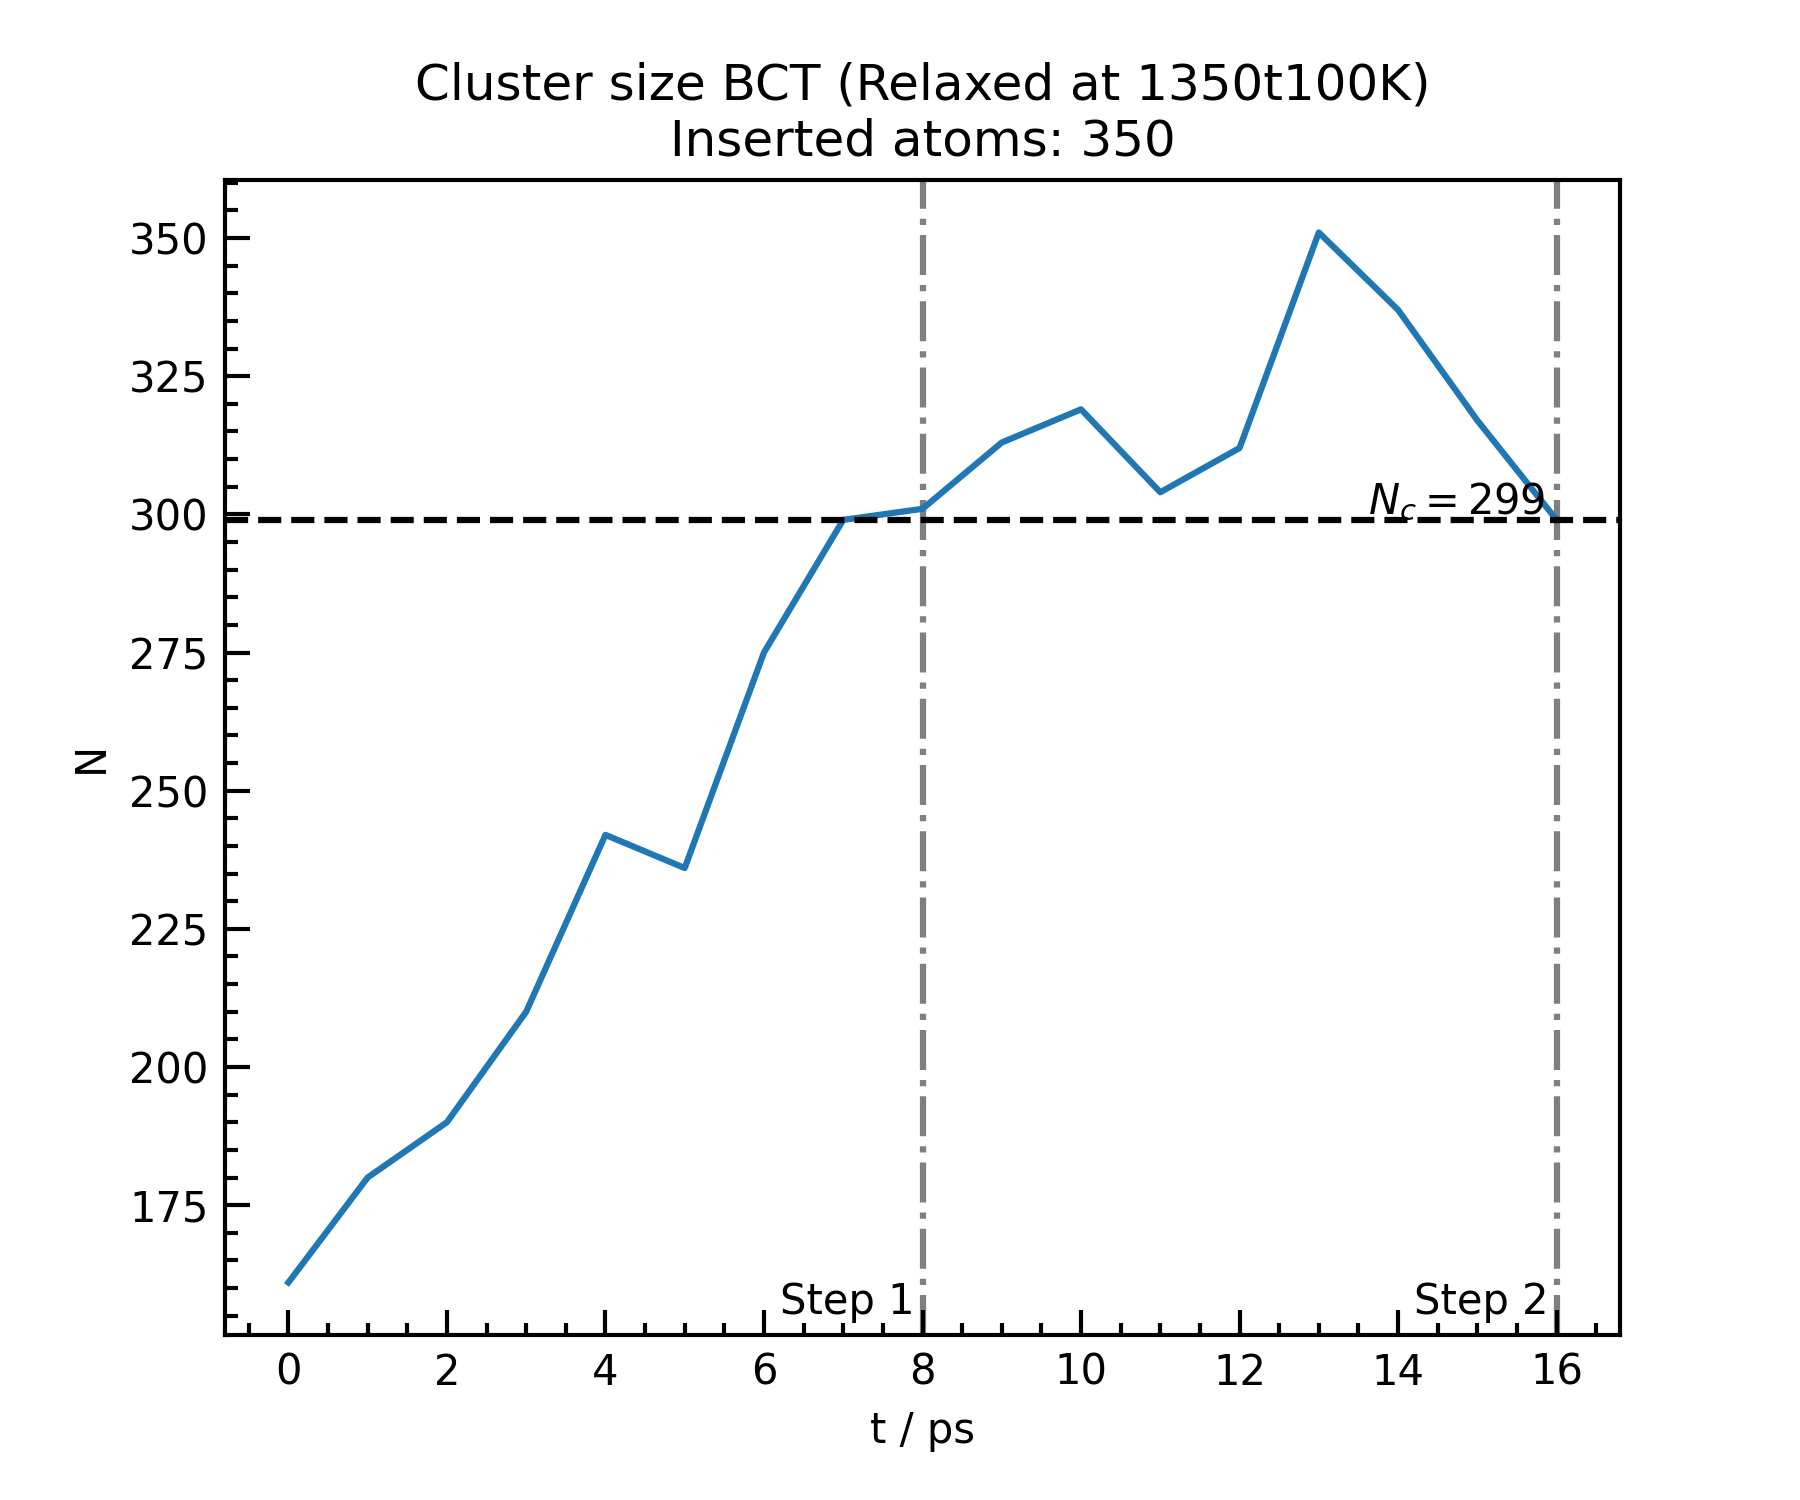 Cluster size BCT (Relaxed at 1350t100K)
Inserted atoms: 350
350
325
300
275
250
225
200
175
N
N_c = 299
Step 1
Step 2
0 2 4 6 8 10 12 14 16
t / ps